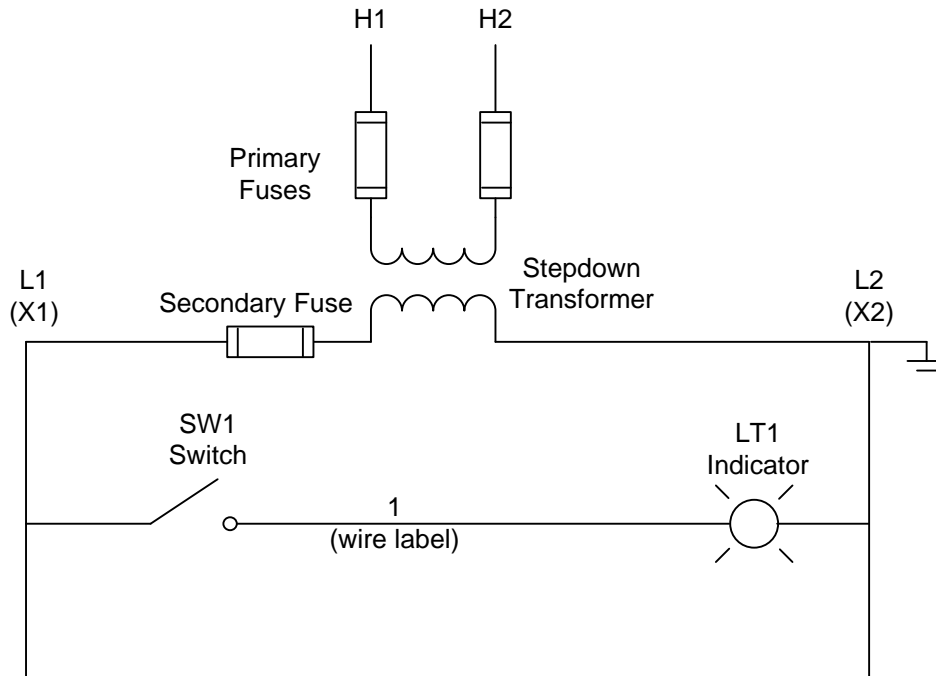 H1
H2
Primary
Fuses
Stepdown
Transformer
L1
(X1)
Secondary Fuse
L2
(X2)
SW1
Switch
LT1
Indicator
1
(wire label)